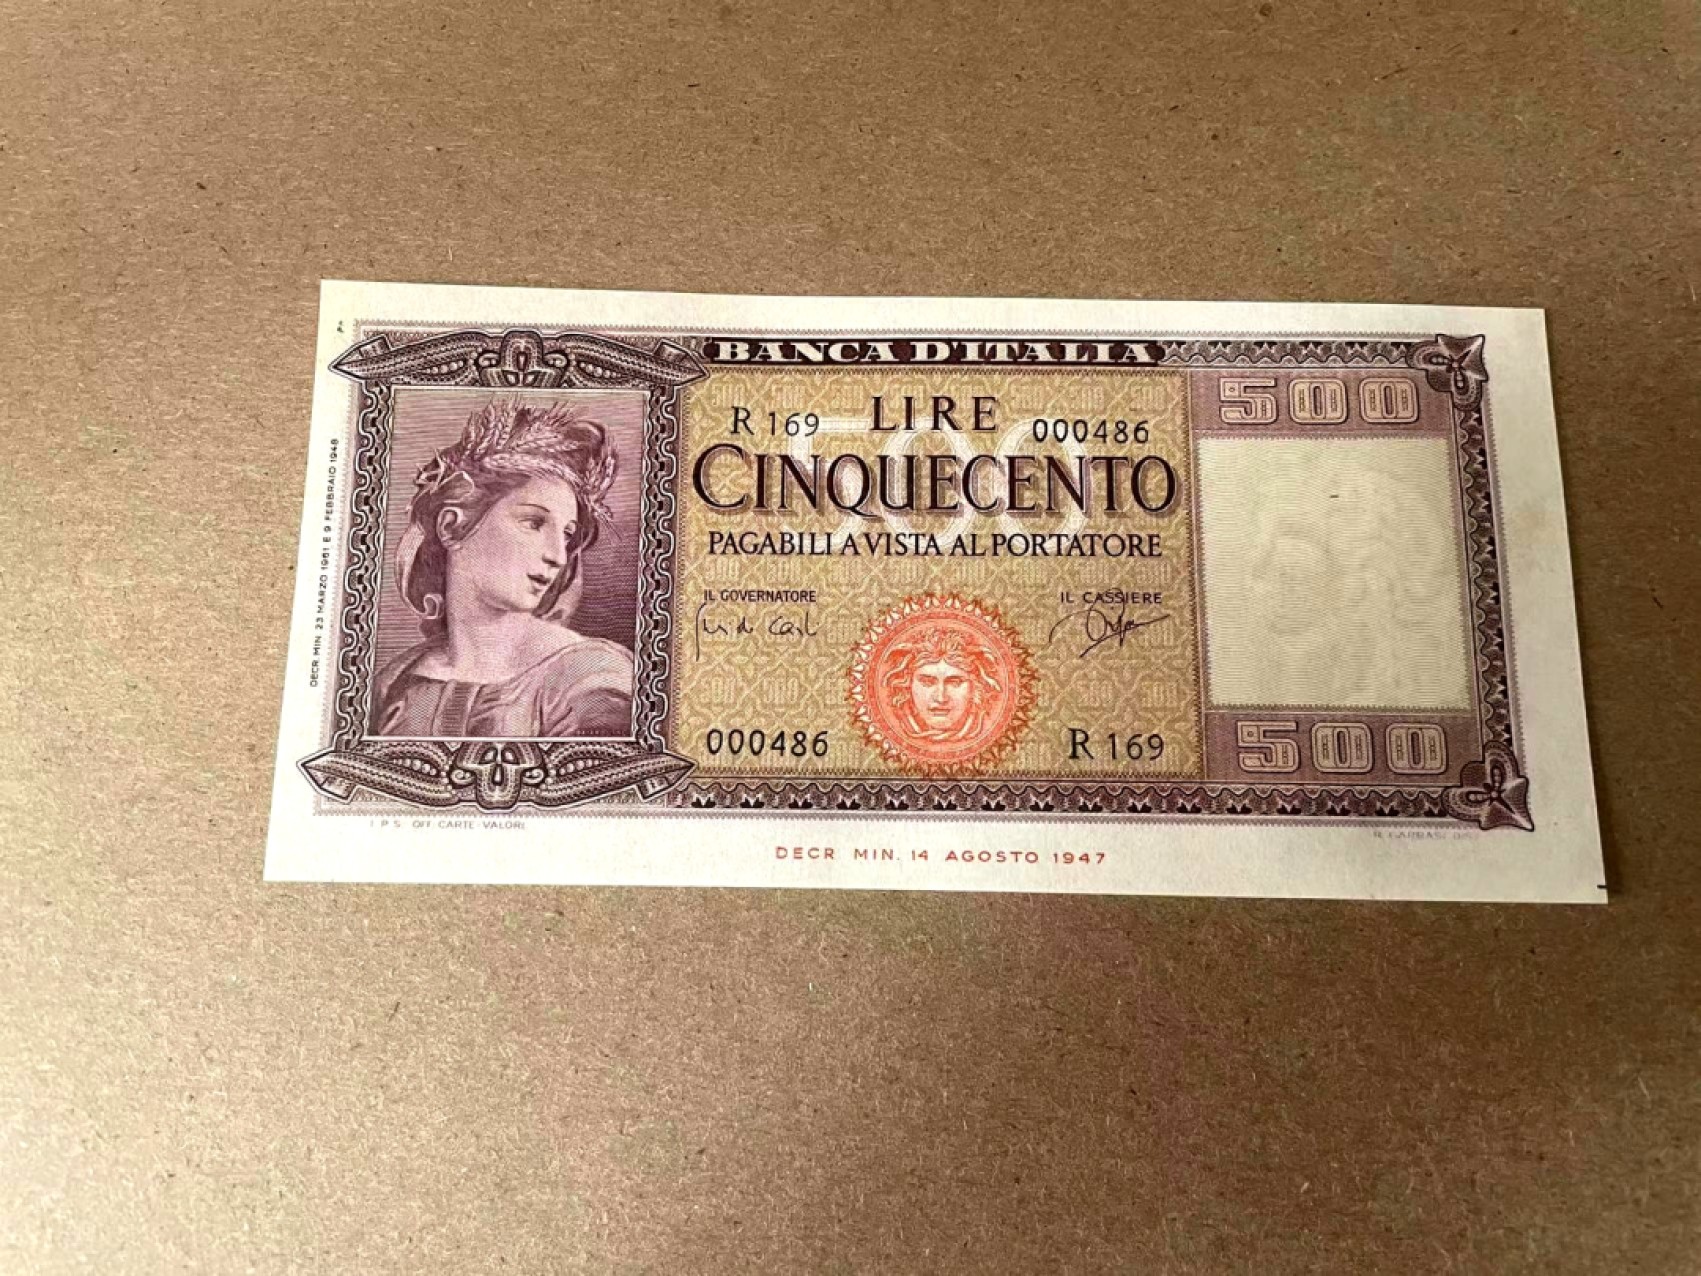 BANCA D'ITALIA
500
R 169 LIRE 000486
CINQUECENTO
PAGABILI A VISTA AL PORTATORE
IL GOVERNATORE
IL CASSIERE
000486
R 169
500
500
DECR. MIN. 23 MARZO 1961 E 9 FEBBRAIO 1948
I. P. S. OFF. CARTE-VALORI
DECR. MIN. 14 AGOSTO 1947